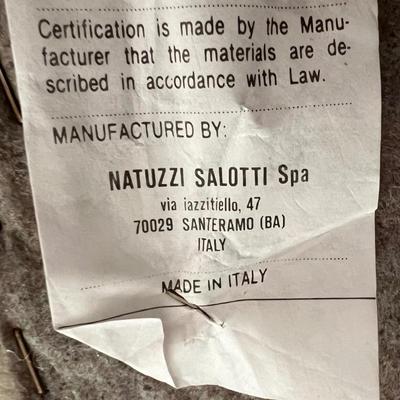 Certification is made by the Manu-
facturer that the materials are de-
scribed in accordance with Law.
MANUFACTURED BY:
NATUZZI SALOTTI Spa
via iazzitiello, 47
70029 SANTERAMO (BA)
ITALY
MADE IN ITALY